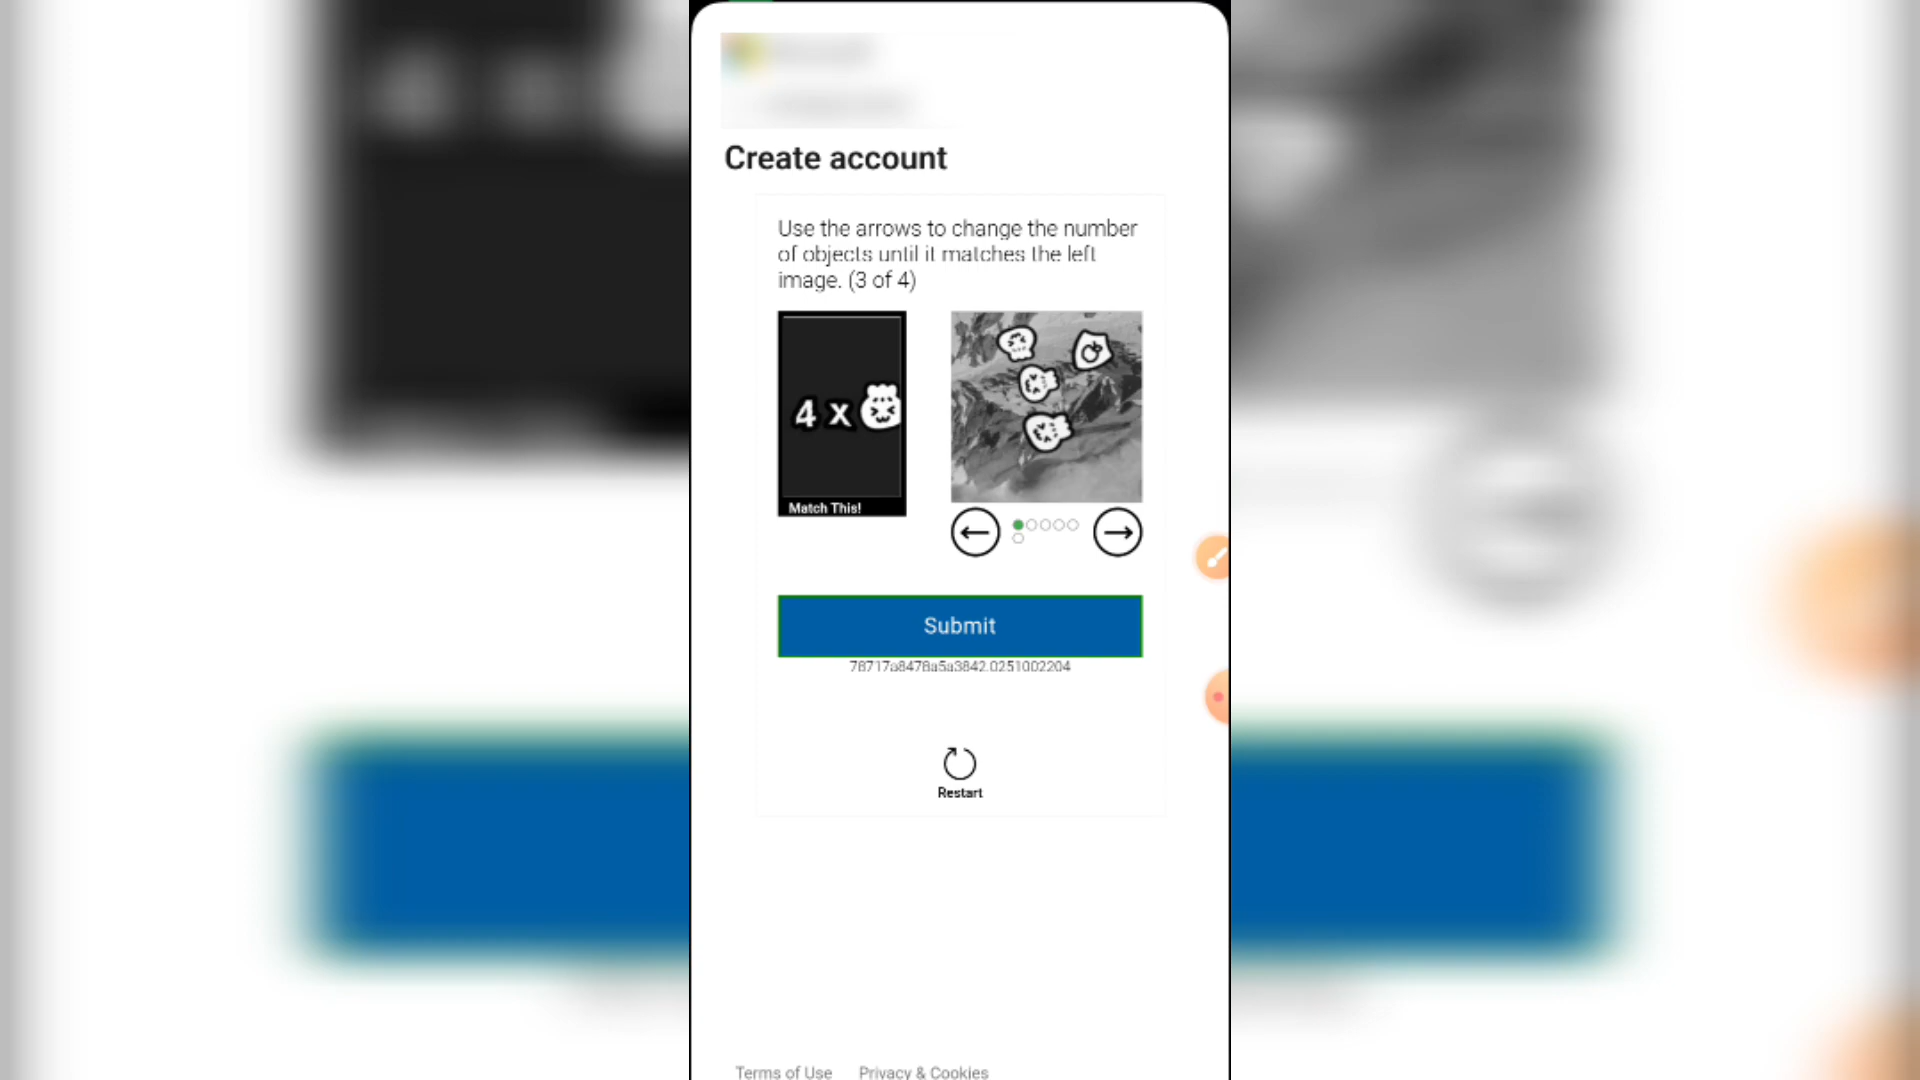 Create account
Use the arrows to change the number
of objects until it matches the left
image. (3 of 4)
4 x
Match This!
Submit
78717a8478a5a3842.0251002204
Restart
Terms of Use Privacy & Cookies